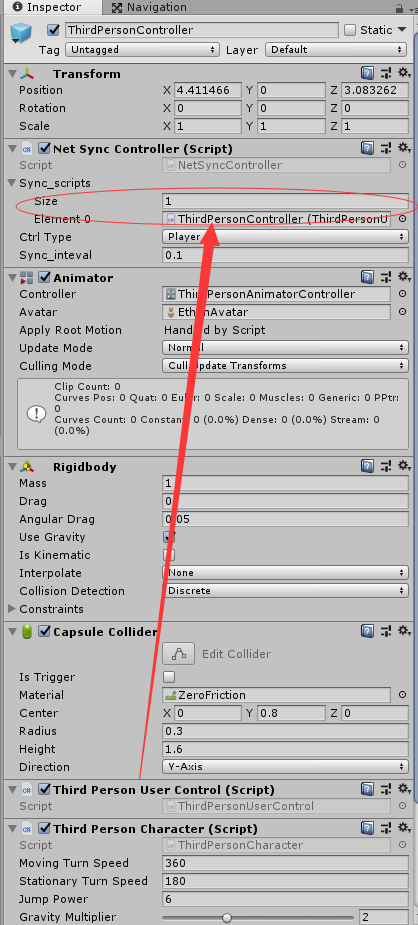 Inspector Navigation
ThirdPersonController Static
Tag Untagged Layer Default
Transform
Position X 4.411466 Y 0 Z 3.083262
Rotation X 0 Y 0 Z 0
Scale X 1 Y 1 Z 1
Net Sync Controller (Script)
Script NetSyncController
Sync_scripts
Size 1
Element 0 ThirdPersonController (ThirdPersonU
Ctrl Type Player
Sync_inteval 0.1
Animator
Controller ThirdPersonAnimatorController
Avatar EthanAvatar
Apply Root Motion Handled by Script
Update Mode Normal
Culling Mode Cull Update Transforms
Clip Count: 0
Curves Pos: 0 Quat: 0 Euler: 0 Scale: 0 Muscles: 0 Generic: 0 PPtr:
0
Curves Count: 0 Constant: 0 (0.0%) Dense: 0 (0.0%) Stream: 0
(0.0%)
Rigidbody
Mass 1
Drag 0
Angular Drag 0.05
Use Gravity
Is Kinematic
Interpolate None
Collision Detection Discrete
Constraints
Capsule Collider
Edit Collider
Is Trigger
Material ZeroFriction
Center X 0 Y 0.8 Z 0
Radius 0.3
Height 1.6
Direction Y-Axis
Third Person User Control (Script)
Script ThirdPersonUserControl
Third Person Character (Script)
Script ThirdPersonCharacter
Moving Turn Speed 360
Stationary Turn Speed 180
Jump Power 6
Gravity Multiplier 2